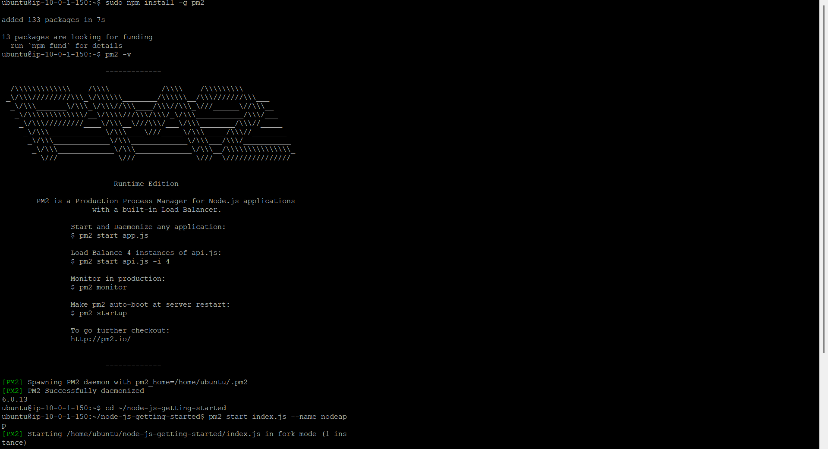 ubuntu@ip-10-0-1-150:~$ sudo npm install -g pm2
added 133 packages in 7s
13 packages are looking for funding
run `npm fund` for details
ubuntu@ip-10-0-1-150:~$ pm2 -v
-------------
Runtime Edition
PM2 is a Production Process Manager for Node.js applications
with a built-in Load Balancer.
Start and Daemonize any application:
$ pm2 start app.js
Load Balance 4 instances of api.js:
$ pm2 start api.js -i 4
Monitor in production:
$ pm2 monitor
Make pm2 auto-boot at server restart:
$ pm2 startup
To go further checkout:
http://pm2.io/
-------------
[PM2] Spawning PM2 daemon with pm2_home=/home/ubuntu/.pm2
[PM2] PM2 Successfully daemonized
6.0.13
ubuntu@ip-10-0-1-150:~$ cd ~/node-js-getting-started
ubuntu@ip-10-0-1-150:~/node-js-getting-started$ pm2 start index.js --name nodeap
p
[PM2] Starting /home/ubuntu/node-js-getting-started/index.js in fork_mode (1 ins
tance)